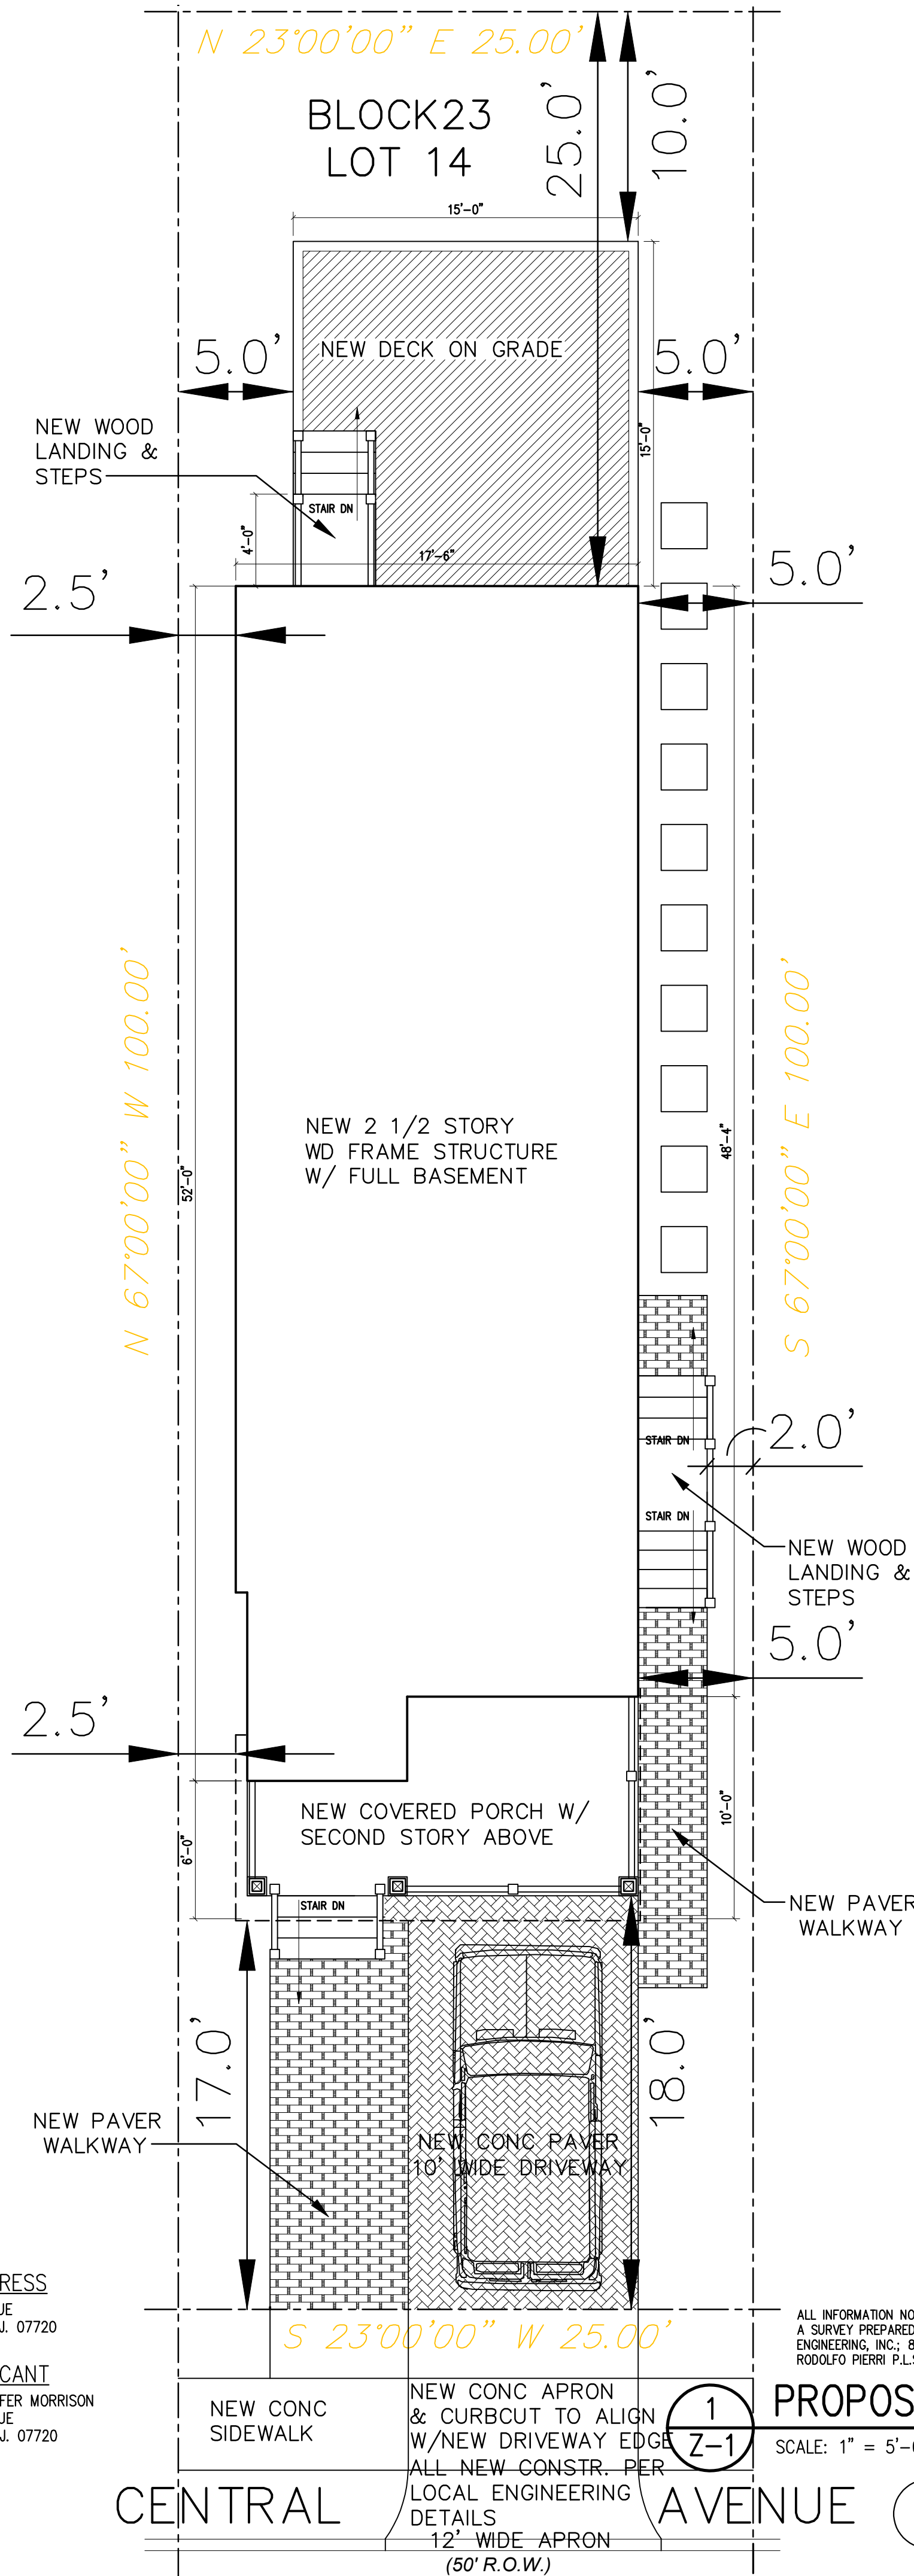 N 23°00'00" E 25.00'
BLOCK23
LOT 14
25.0'
10.0'
15'-0"
NEW DECK ON GRADE
5.0'
5.0'
NEW WOOD
LANDING &
STEPS
15'-0"
STAIR DN
4'-0"
17'-6"
2.5'
5.0'
N 67°00'00" W 100.00'
S 67°00'00" E 100.00'
NEW 2 1/2 STORY
WD FRAME STRUCTURE
W/ FULL BASEMENT
52'-0"
48'-4"
STAIR DN
2.0'
STAIR DN
NEW WOOD
LANDING &
STEPS
5.0'
2.5'
NEW COVERED PORCH W/
SECOND STORY ABOVE
6'-0"
10'-0"
STAIR DN
NEW PAVER
WALKWAY
17.0'
18.0'
NEW PAVER
WALKWAY
NEW CONC PAVER
10' WIDE DRIVEWAY
RESS
UE
J. 07720
S 23°00'00" W 25.00'
ALL INFORMATION NO
A SURVEY PREPARED
ENGINEERING, INC.; 8
RODOLFO PIERRI P.L.S
CANT
FER MORRISON
UE
J. 07720
NEW CONC
SIDEWALK
NEW CONC APRON
& CURBCUT TO ALIGN
W/NEW DRIVEWAY EDGE
ALL NEW CONSTR. PER
LOCAL ENGINEERING
DETAILS
1
Z-1
PROPOS
SCALE: 1" = 5'-
CENTRAL AVENUE
12' WIDE APRON
(50' R.O.W.)